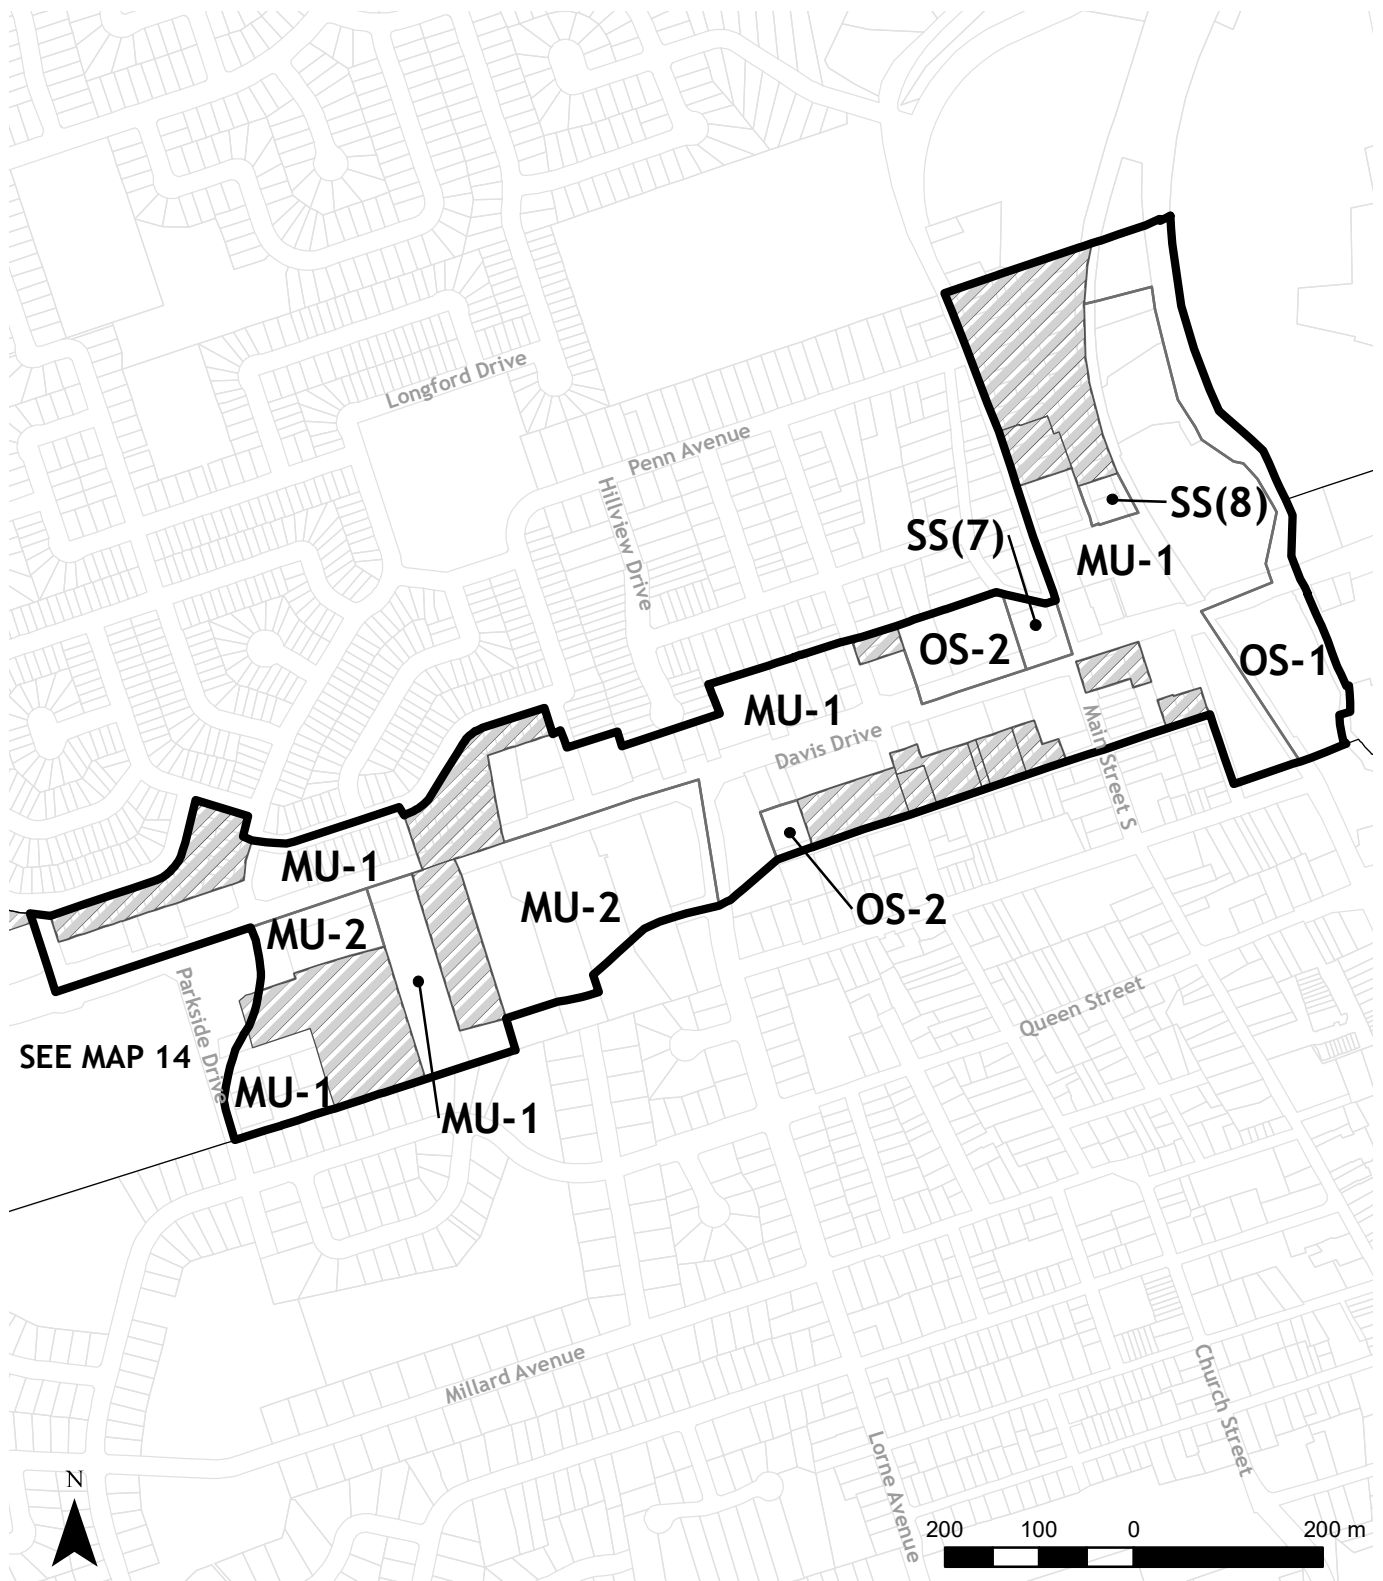 Longford Drive
Penn Avenue
Hillview Drive
SS(8)
SS(7)
MU-1
OS-2
OS-1
MU-1
Main Street S
Davis Drive
MU-1
MU-2
OS-2
MU-2
Parkside Drive
Queen Street
SEE MAP 14
MU-1
MU-1
Millard Avenue
Church Street
Lorne Avenue
N
200 100 0 200 m